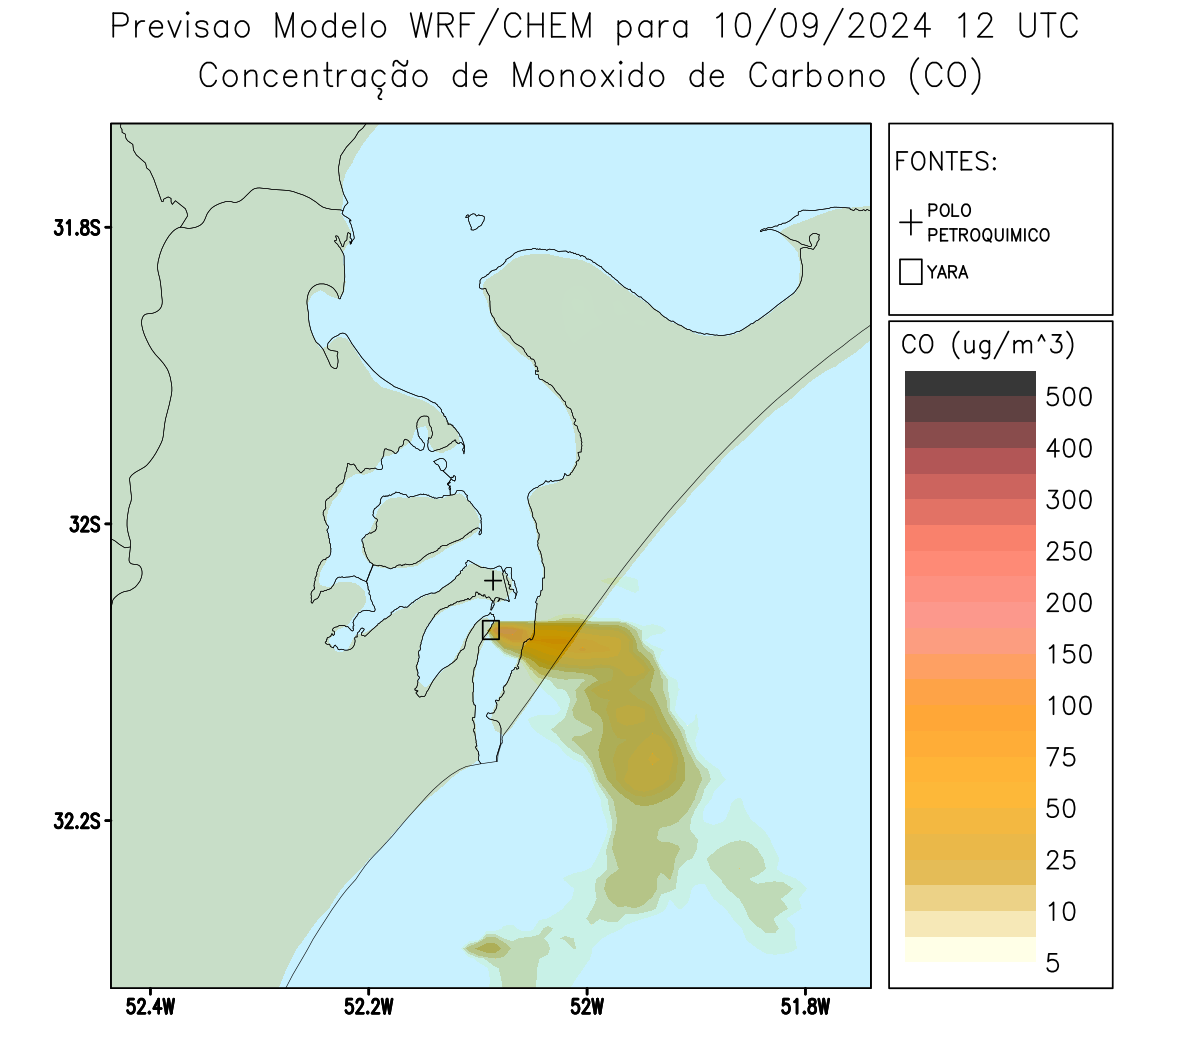 Previsao Modelo WRF/CHEM para 10/09/2024 12 UTC
Concentração de Monoxido de Carbono (CO)
FONTES:
POLO
PETROQUIMICO
YARA
CO (ug/m^3)
500
400
300
250
200
150
100
75
50
25
10
5
31.8S
32S
32.2S
52.4W
52.2W
52W
51.8W